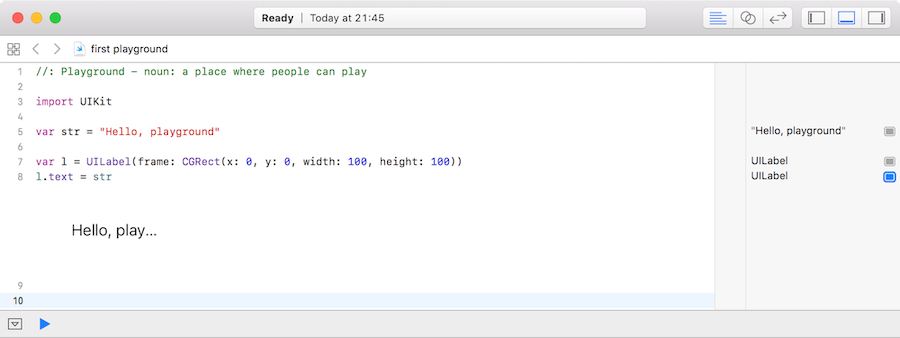 Ready | Today at 21:45
first playground
1 //: Playground - noun: a place where people can play
2
3 import UIKit
4
5 var str = "Hello, playground"
"Hello, playground"
6
7 var l = UILabel(frame: CGRect(x: 0, y: 0, width: 100, height: 100))
UILabel
8 l.text = str
UILabel
Hello, play...
9
10